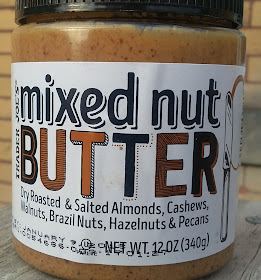 TRADER JOE'S
mixed nut
BUTTER
Dry Roasted & Salted Almonds, Cashews,
Walnuts, Brazil Nuts, Hazelnuts & Pecans
JANUARY
NET WT. 12 OZ (340g)